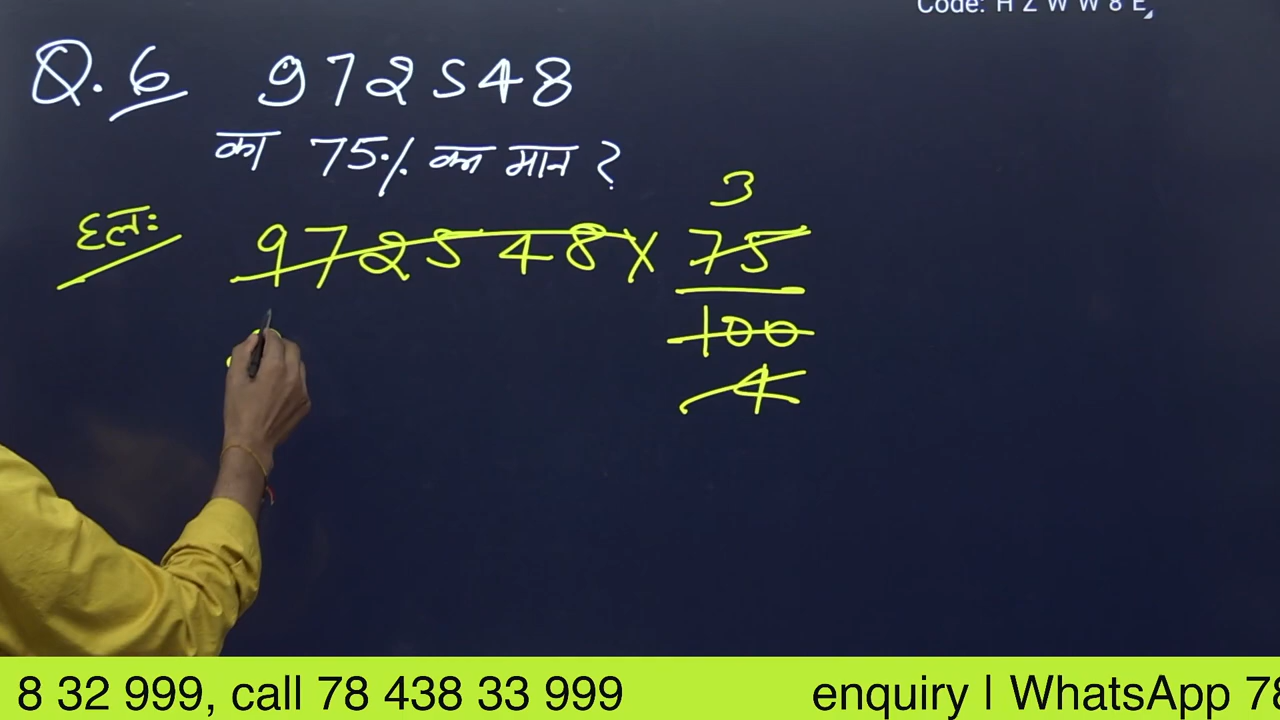 Code: H Z W W 8 E
Q. 6 972548
का 75% का मान ?
हलः 972548 X 75
3
100
4
8 32 999, call 78 438 33 999 enquiry | WhatsApp 78